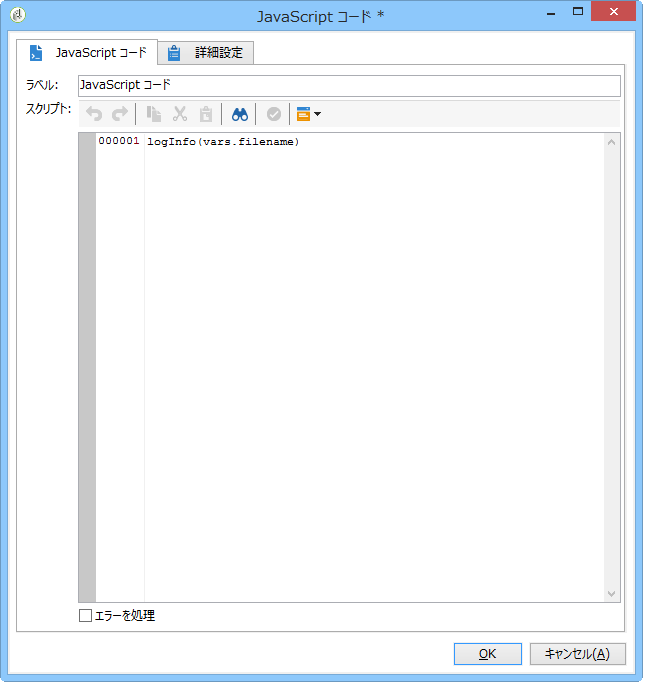 JavaScript コード *
JavaScript コード
詳細設定
ラベル:
JavaScript コード
スクリプト:
000001 logInfo(vars.filename)
エラーを処理
OK
キャンセル(A)